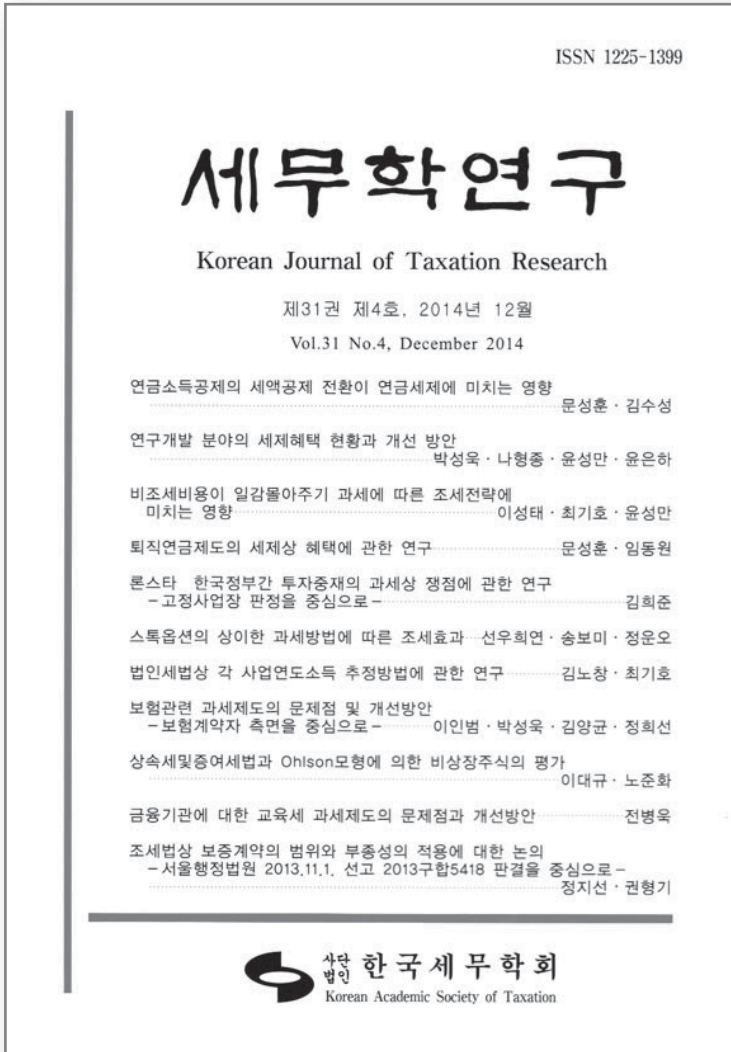 ISSN 1225-1399
세무학연구
Korean Journal of Taxation Research
제31권 제4호, 2014년 12월
Vol.31 No.4, December 2014
연금소득공제의 세액공제 전환이 연금세제에 미치는 영향
문성훈·김수성
연구개발 분야의 세제혜택 현황과 개선 방안
박성욱·나형종·윤성만·윤은하
비조세비용이 일감몰아주기 과세에 따른 조세전략에
미치는 영향 이성태·최기호·윤성만
퇴직연금제도의 세제상 혜택에 관한 연구 문성훈·임동원
론스타 한국정부간 투자중재의 과세상 쟁점에 관한 연구
-고정사업장 판정을 중심으로- 김희준
스톡옵션의 상이한 과세방법에 따른 조세효과 선우희연·송보미·정운오
법인세법상 각 사업연도소득 추정방법에 관한 연구 김노창·최기호
보험관련 과세제도의 문제점 및 개선방안
-보험계약자 측면을 중심으로- 이인범·박성욱·김양균·정희선
상속세및증여세법과 Ohlson모형에 의한 비상장주식의 평가
이대규·노준화
금융기관에 대한 교육세 과세제도의 문제점과 개선방안 전병욱
조세법상 보증계약의 범위와 부종성의 적용에 대한 논의
-서울행정법원 2013.11.1. 선고 2013구합5418 판결을 중심으로-
정지선·권형기
사단법인 한국세무학회
Korean Academic Society of Taxation